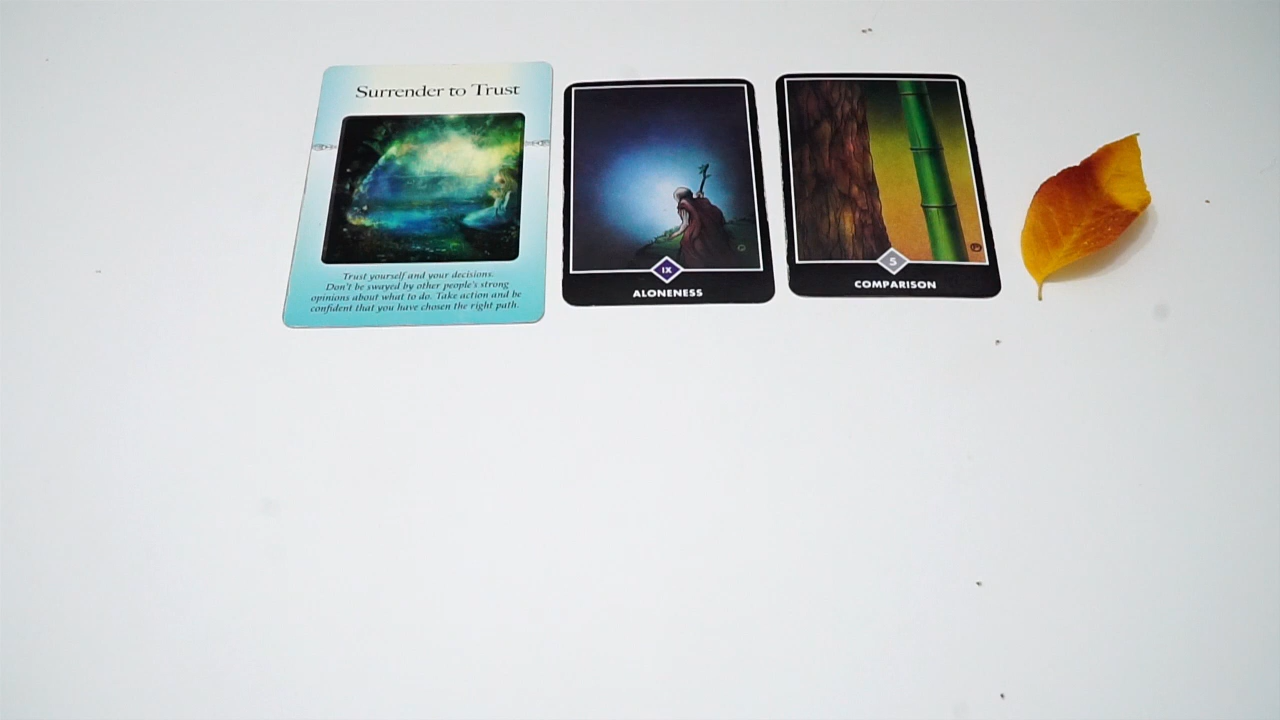 Surrender to Trust
Trust yourself and your decisions.
Don't be swayed by other people's strong
opinions about what to do. Take action and be
confident that you have chosen the right path.
IX
ALONENESS
5
COMPARISON